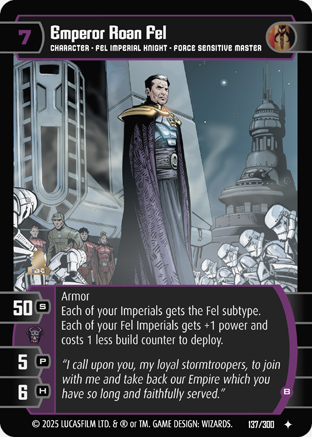 7
Emperor Roan Fel
CHARACTER - FEL IMPERIAL KNIGHT - FORCE SENSITIVE MASTER
50 S
Armor
Each of your Imperials gets the Fel subtype.
Each of your Fel Imperials gets +1 power and
costs 1 less build counter to deploy.
5 P
“I call upon you, my loyal stormtroopers, to join
with me and take back our Empire which you
have so long and faithfully served.”
6 H
B
© 2025 LUCASFILM LTD. & ® or TM. GAME DESIGN: WIZARDS.
137/300